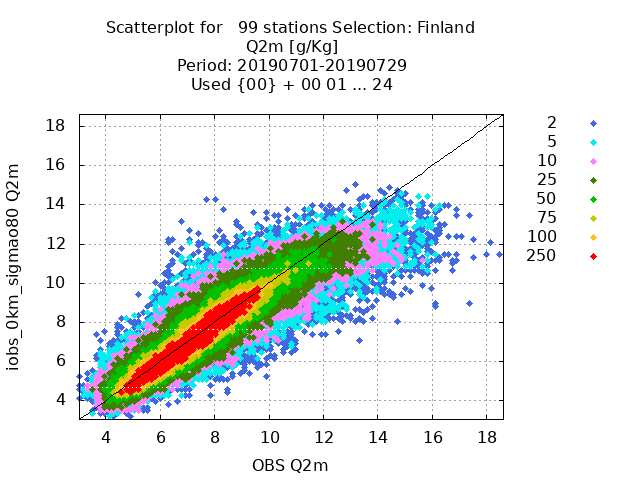 Scatterplot for   99 stations Selection: Finland
Q2m [g/Kg]
Period: 20190701-20190729
Used {00} + 00 01 ... 24
iobs_0km_sigmao80 Q2m
18
16
14
12
10
8
6
4
4 6 8 10 12 14 16 18
OBS Q2m
2
5
10
25
50
75
100
250